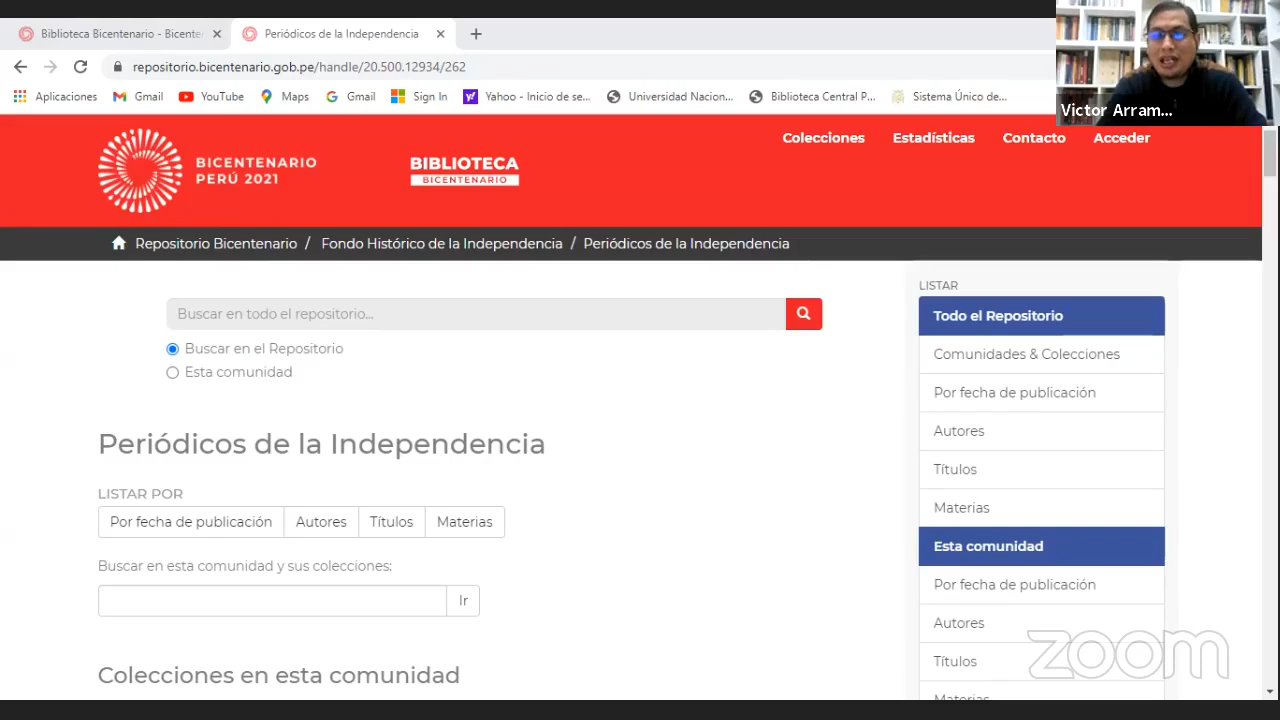 Biblioteca Bicentenario - Bicente
Periódicos de la Independencia
repositorio.bicentenario.gob.pe/handle/20.500.12934/262
Aplicaciones
Gmail
YouTube
Maps
Gmail
Sign In
Yahoo - Inicio de se...
Universidad Nacion...
Biblioteca Central P...
Sistema Único de...
Victor Arram...
BICENTENARIO
PERÚ 2021
BIBLIOTECA
BICENTENARIO
Colecciones
Estadísticas
Contacto
Acceder
Repositorio Bicentenario / Fondo Histórico de la Independencia / Periódicos de la Independencia
Buscar en todo el repositorio...
Buscar en el Repositorio
Esta comunidad
Periódicos de la Independencia
LISTAR POR
Por fecha de publicación
Autores
Títulos
Materias
Buscar en esta comunidad y sus colecciones:
Ir
Colecciones en esta comunidad
LISTAR
Todo el Repositorio
Comunidades & Colecciones
Por fecha de publicación
Autores
Títulos
Materias
Esta comunidad
Por fecha de publicación
Autores
Títulos
Materias
zoom